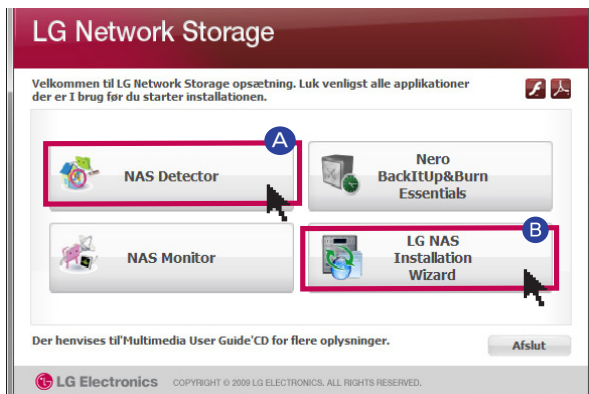 LG Network Storage
Velkommen til LG Network Storage opsætning. Luk venligst alle applikationer
der er I brug før du starter installationen.
A
NAS Detector
Nero
BackItUp&Burn
Essentials
NAS Monitor
B
LG NAS
Installation
Wizard
Der henvises til'Multimedia User Guide'CD for flere oplysninger.
Afslut
LG Electronics COPYRIGHT © 2009 LG ELECTRONICS. ALL RIGHTS RESERVED.